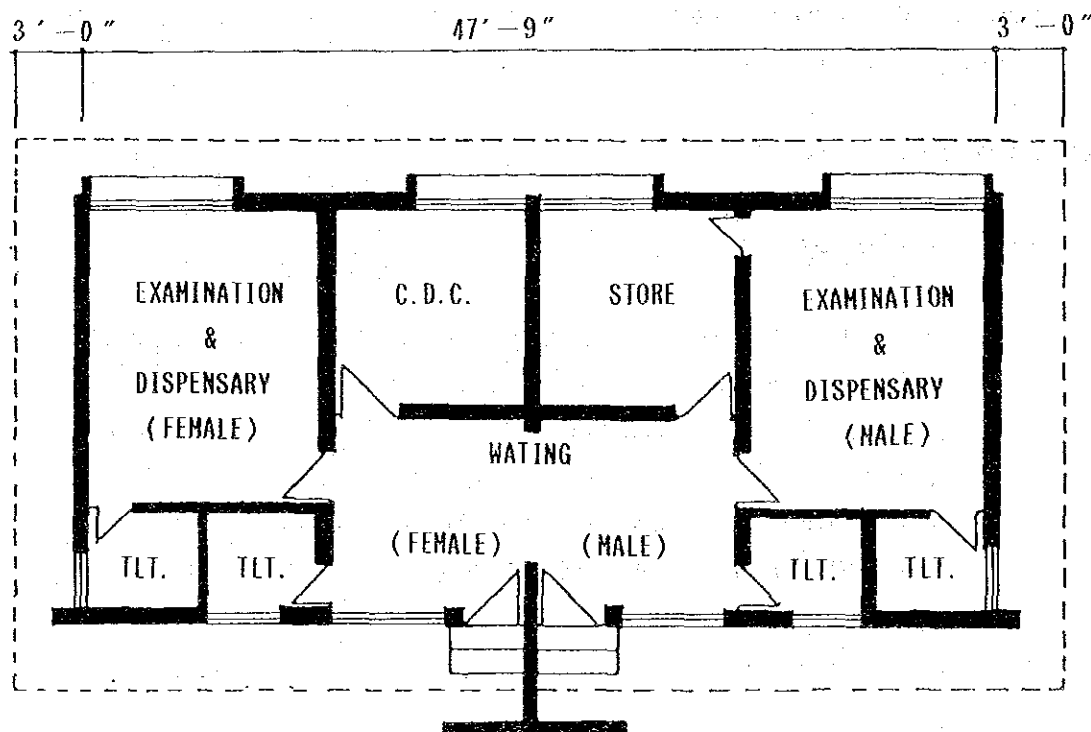 3'-0" 47'-9" 3'-0"
EXAMINATION
&
DISPENSARY
(FEMALE)
C.D.C.
STORE
EXAMINATION
&
DISPENSARY
(MALE)
WATING
(FEMALE) (MALE)
TLT. TLT. TLT. TLT.